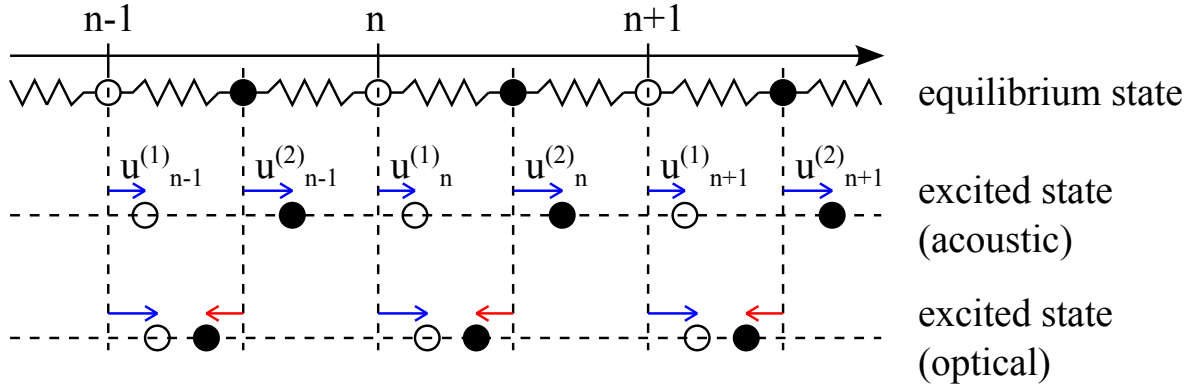 n-1 n n+1
equilibrium state
u⁽¹⁾ₙ₋₁ u⁽²⁾ₙ₋₁ u⁽¹⁾ₙ u⁽²⁾ₙ u⁽¹⁾ₙ₊₁ u⁽²⁾ₙ₊₁
excited state
(acoustic)
excited state
(optical)